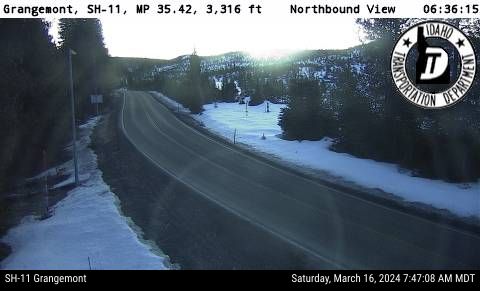 Grangemont, SH-11, MP 35.42, 3,316 ft Northbound View 06:36:15
IDAHO
TRANSPORTATION DEPARTMENT
SH-11 Grangemont Saturday, March 16, 2024 7:47:08 AM MDT